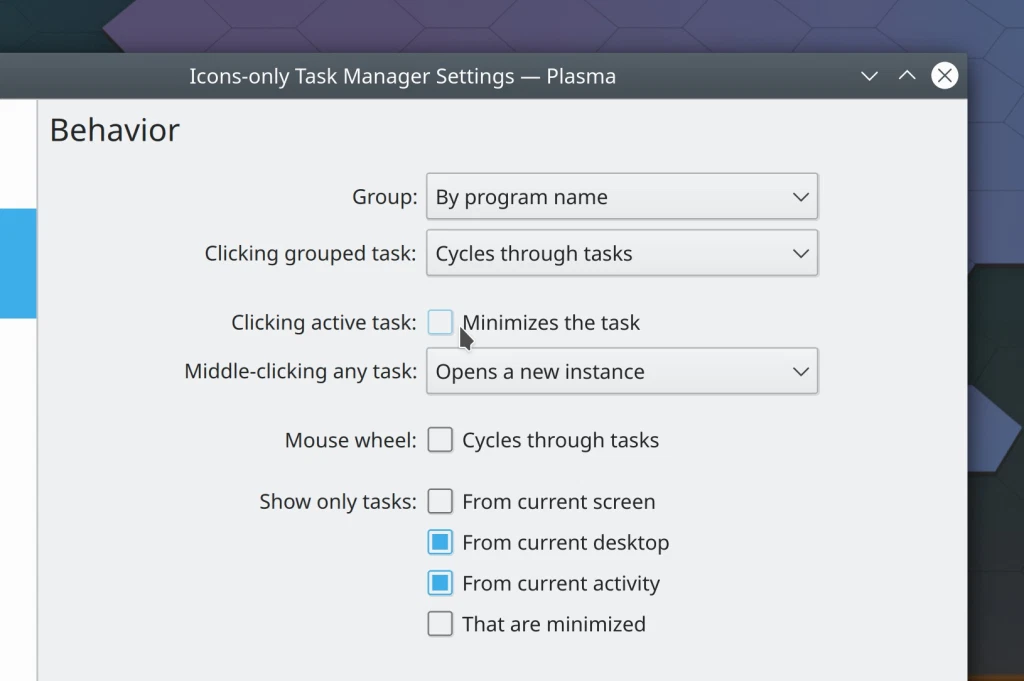 Icons-only Task Manager Settings — Plasma
Behavior
Group: By program name
Clicking grouped task: Cycles through tasks
Clicking active task: Minimizes the task
Middle-clicking any task: Opens a new instance
Mouse wheel: Cycles through tasks
Show only tasks: From current screen
From current desktop
From current activity
That are minimized